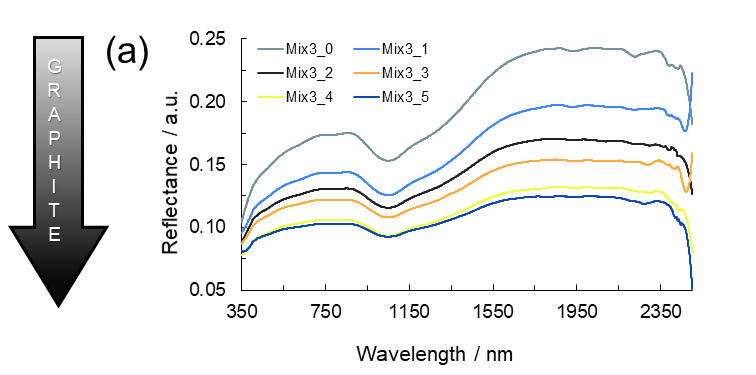 GRAPHITE
(a)
Reflectance / a.u.
0.25
0.20
0.15
0.10
0.05
Mix3_0 Mix3_1
Mix3_2 Mix3_3
Mix3_4 Mix3_5
350 750 1150 1550 1950 2350
Wavelength / nm